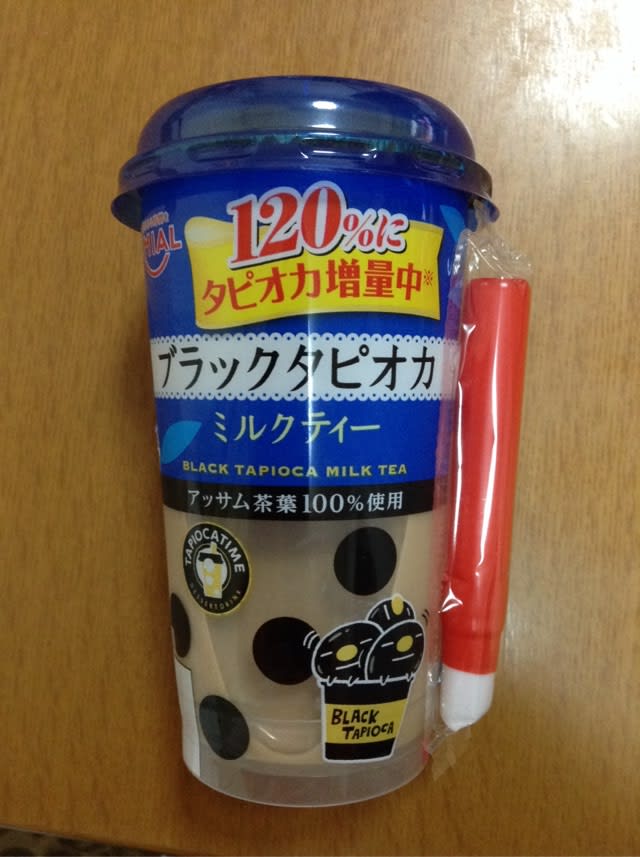 120%に
タピオカ増量中※
ブラックタピオカ
ミルクティー
BLACK TAPIOCA MILK TEA
アッサム茶葉100%使用
TAPIOCATIME
DESSERT DRINK
BLACK
TAPIOCA